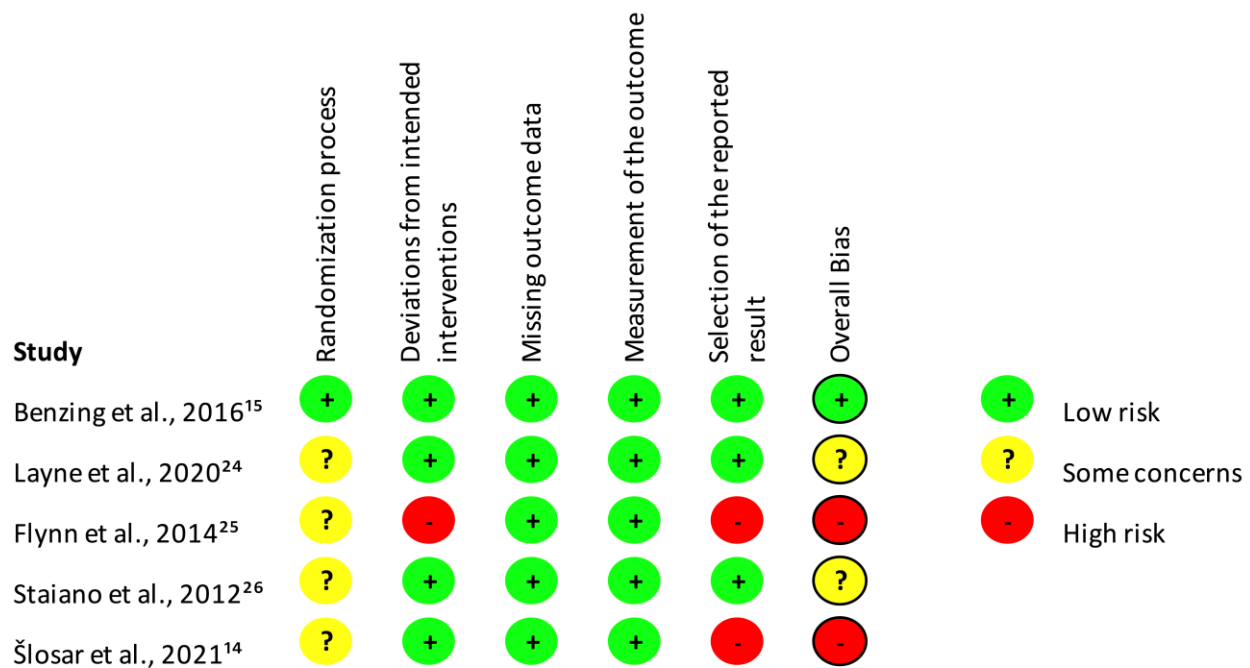 Randomization process
Deviations from intended
interventions
Missing outcome data
Measurement of the outcome
Selection of the reported
result
Overall Bias
Study
Benzing et al., 2016¹⁵ + + + + + + + Low risk
Layne et al., 2020²⁴ ? + + + + ? ? Some concerns
Flynn et al., 2014²⁵ ? - + + - - - High risk
Staiano et al., 2012²⁶ ? + + + + ?
Šlosar et al., 2021¹⁴ ? + + + - -